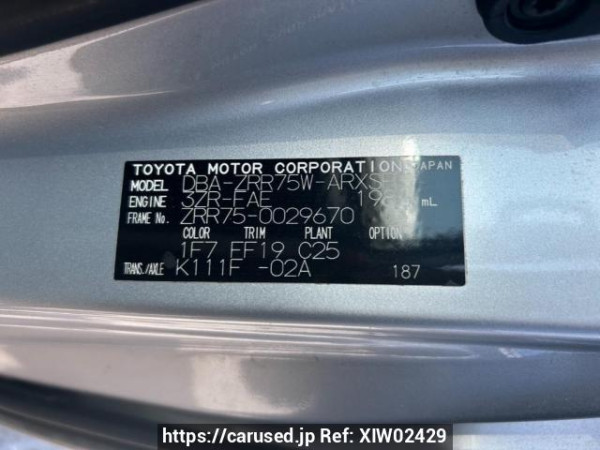 TOYOTA MOTOR CORPORATION JAPAN
MODEL DBA-ZRR75W-ARXS
ENGINE 3ZR-FAE mL
FRAME No. ZRR75-0029670
COLOR TRIM PLANT OPTION
1F7 FF19 C25
TRANS./AXLE K111F -02A 187
https://carused.jp Ref: XIW02429